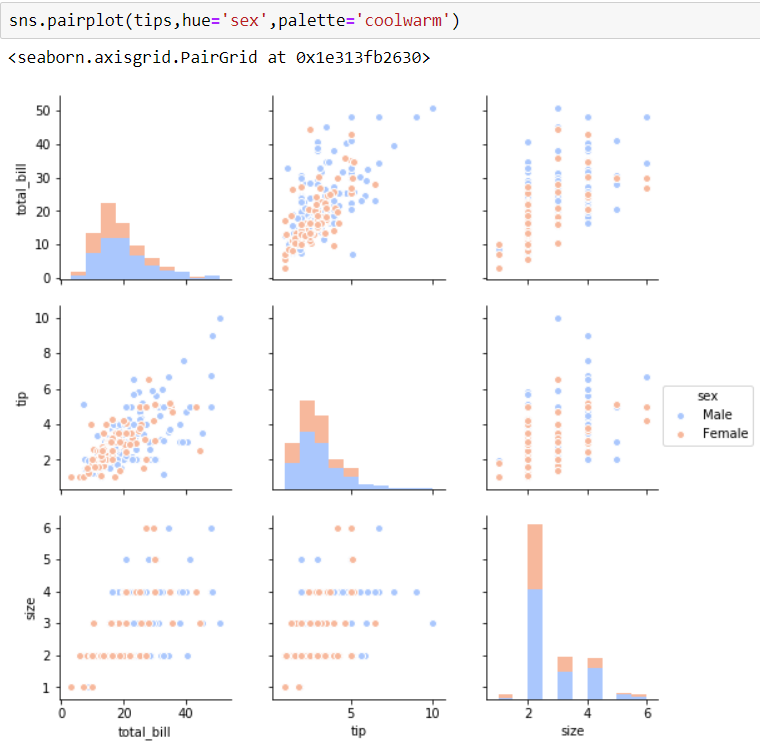 sns.pairplot(tips,hue='sex',palette='coolwarm')
<seaborn.axisgrid.PairGrid at 0x1e313fb2630>
50
40
30
20
10
0
total_bill
10
8
6
4
2
tip
sex
Male
Female
6
5
4
3
2
1
size
0 20 40
total_bill
5 10
tip
2 4 6
size